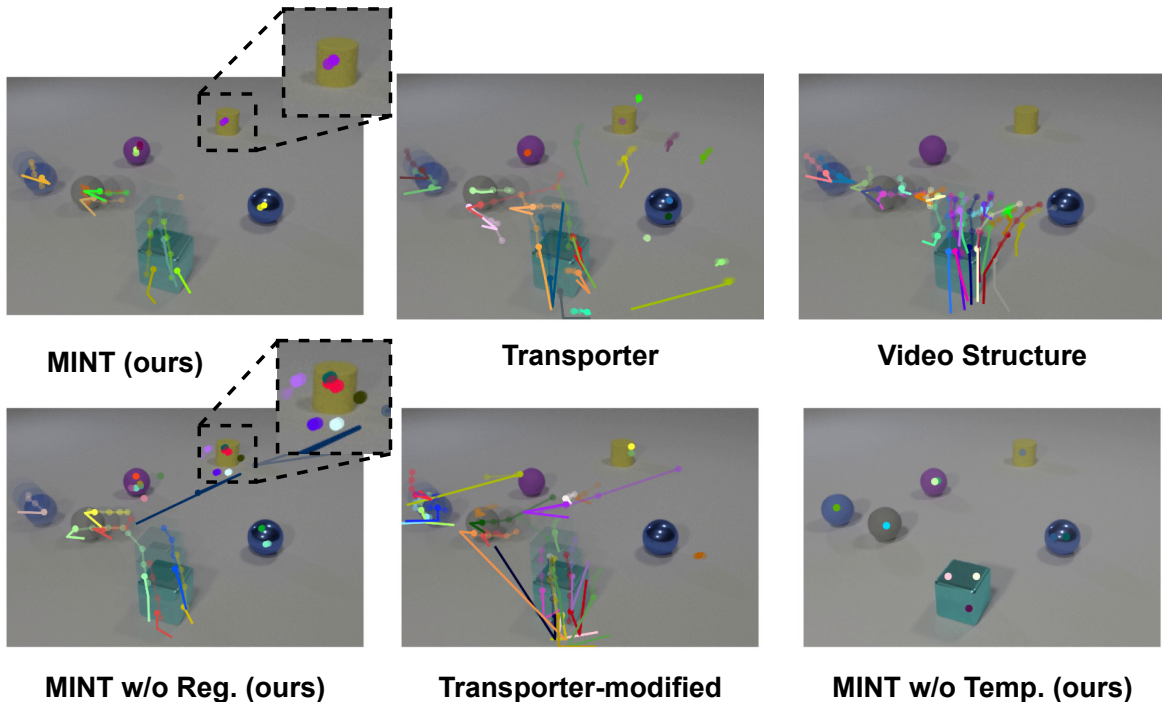 MINT (ours)
Transporter
Video Structure
MINT w/o Reg. (ours)
Transporter-modified
MINT w/o Temp. (ours)